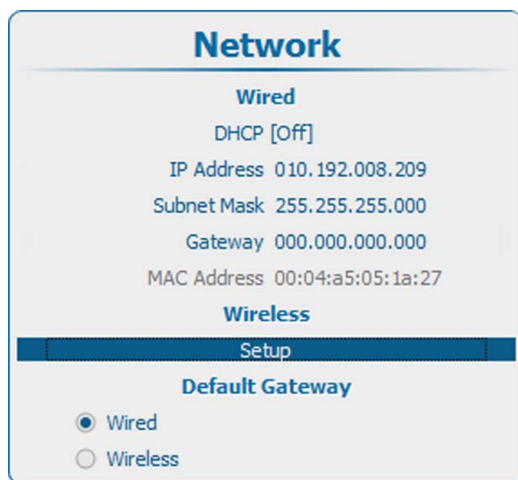 Network
Wired
DHCP [Off]
IP Address 010.192.008.209
Subnet Mask 255.255.255.000
Gateway 000.000.000.000
MAC Address 00:04:a5:05:1a:27
Wireless
Setup
Default Gateway
Wired
Wireless